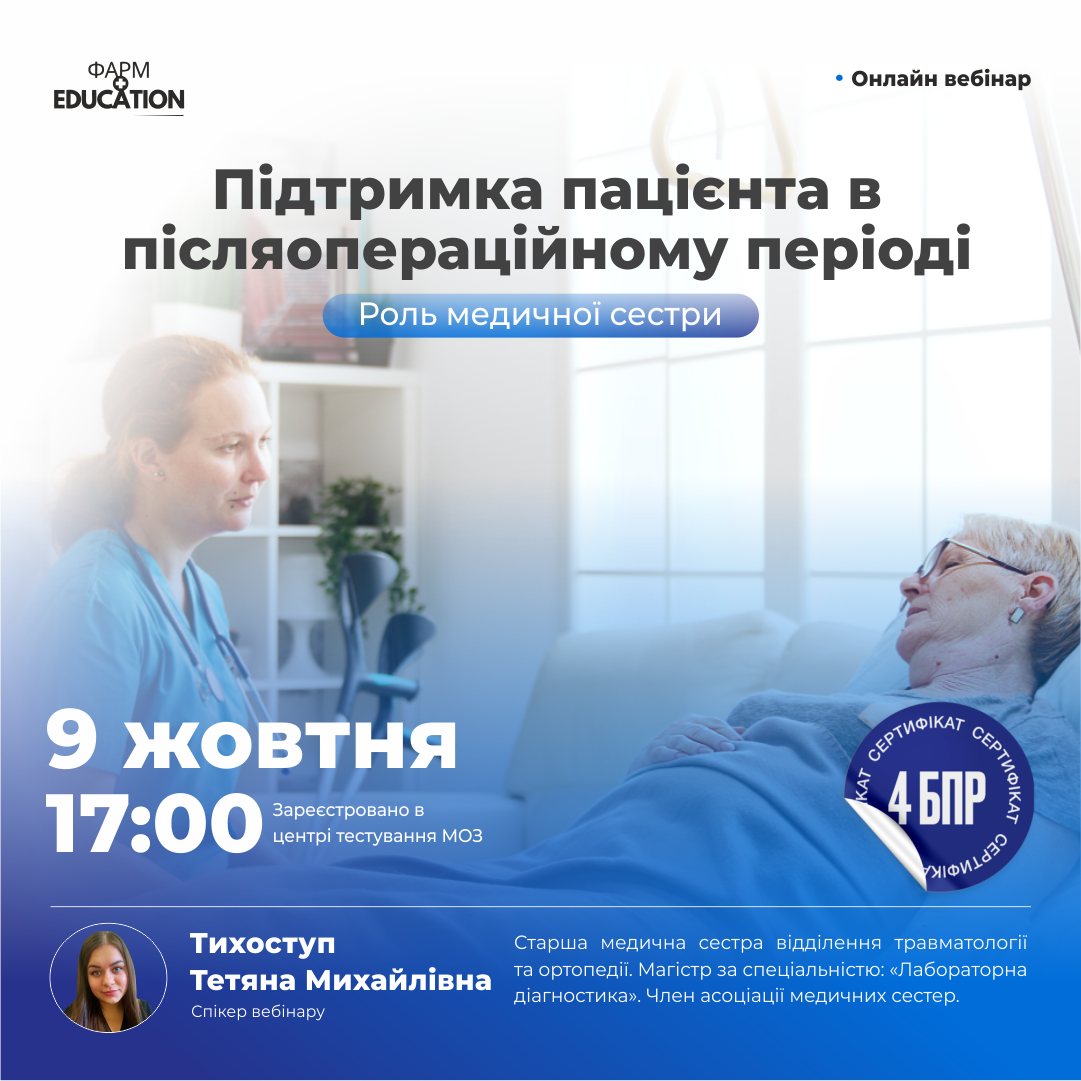 ФАРМ
EDUCATION
• Онлайн вебінар
Підтримка пацієнта в
післяопераційному періоді
Роль медичної сестри
9 жовтня
17:00
Зареєстровано в
центрі тестування МОЗ
СЕРТИФІКАТ СЕРТИФІКАТ СЕРТИФІКА КАТ
4 БПР
Тихоступ
Тетяна Михайлівна
Спікер вебінару
Старша медична сестра відділення травматології
та ортопедії. Магістр за спеціальністю: «Лабораторна
діагностика». Член асоціації медичних сестер.